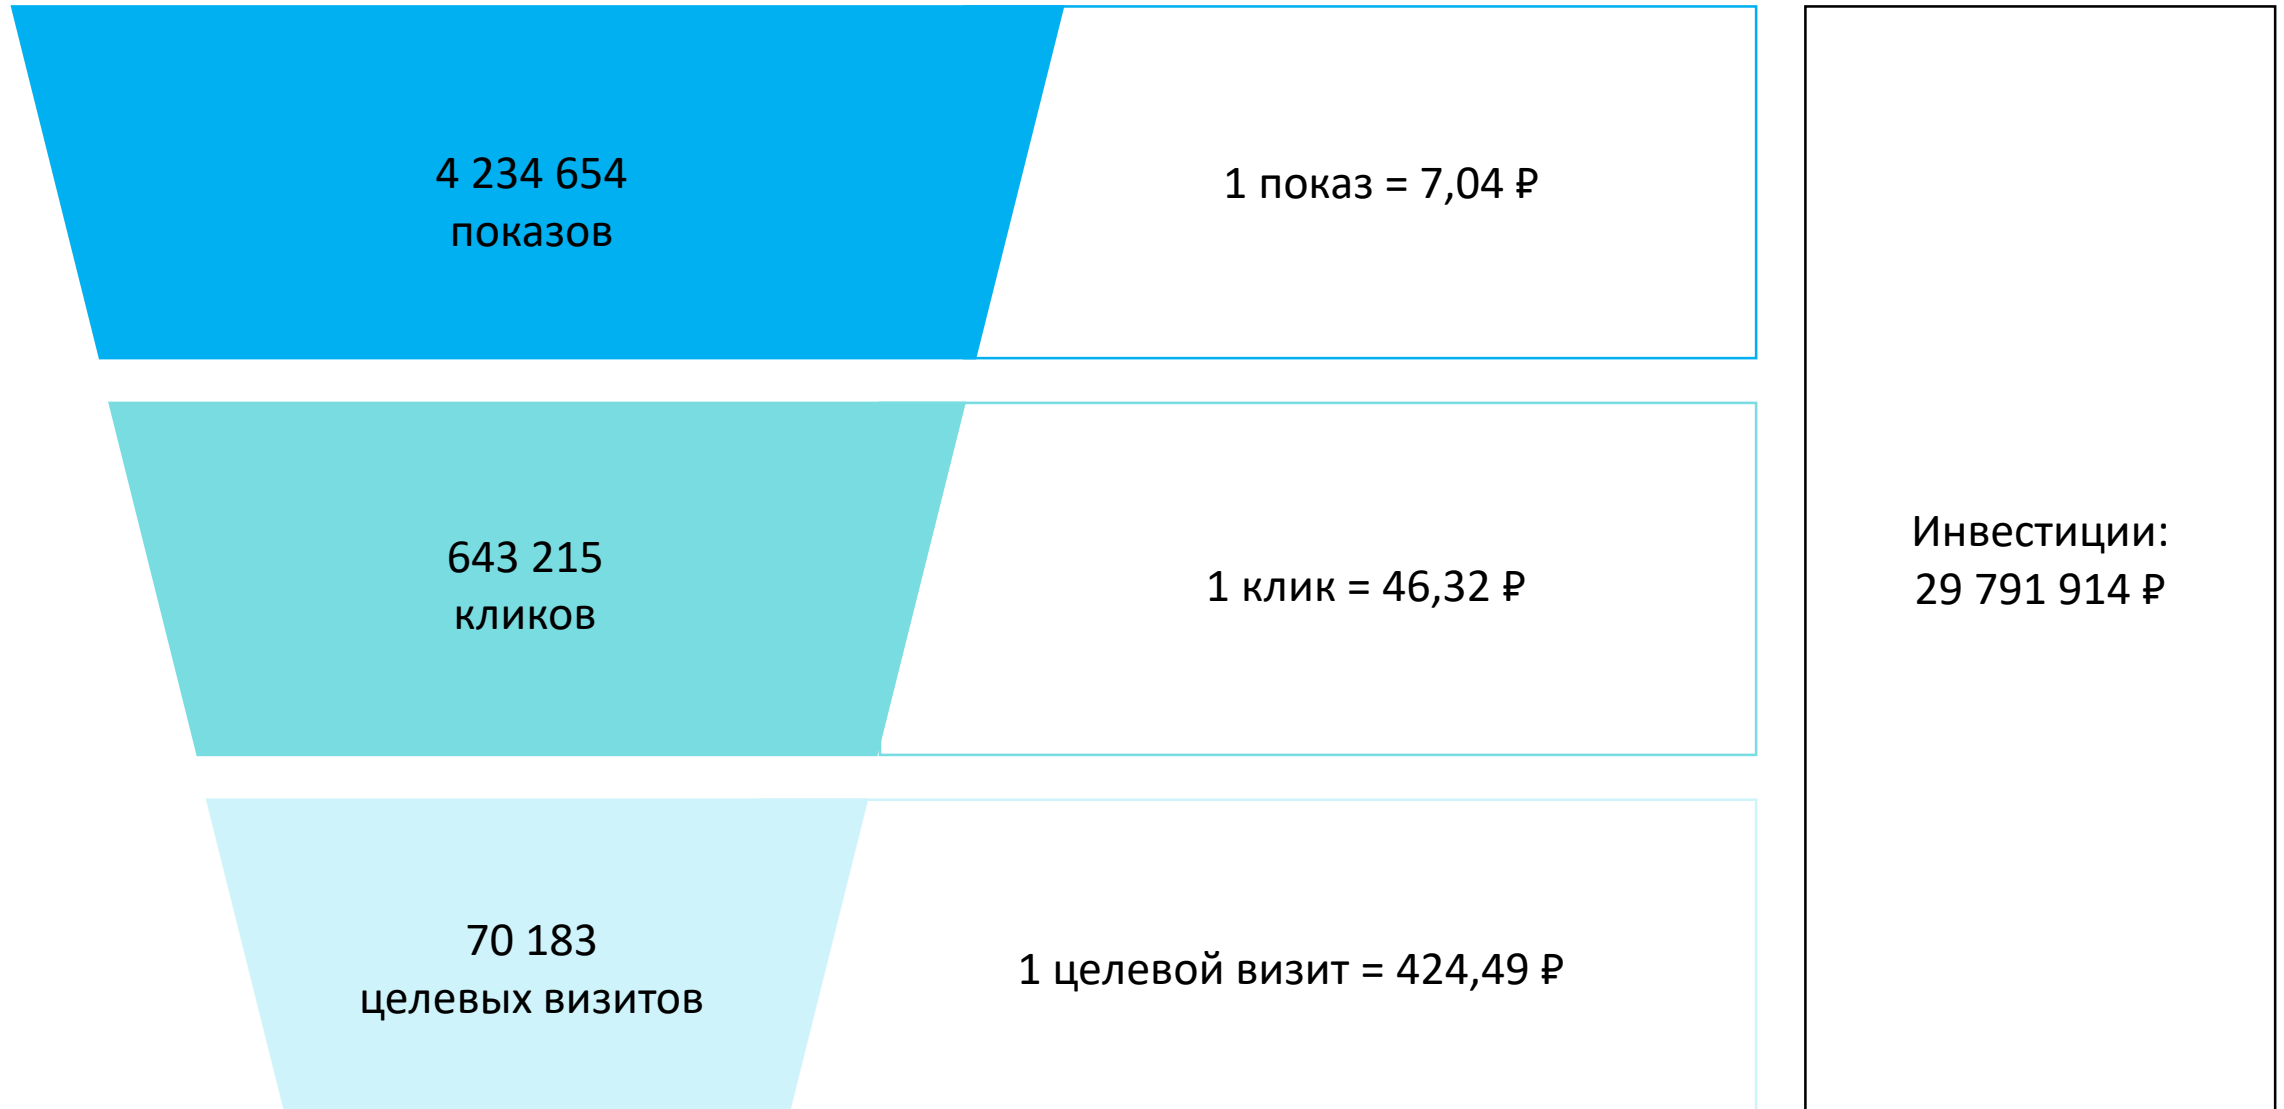 4 234 654
показов
1 показ = 7,04 ₽
643 215
кликов
1 клик = 46,32 ₽
Инвестиции:
29 791 914 ₽
70 183
целевых визитов
1 целевой визит = 424,49 ₽